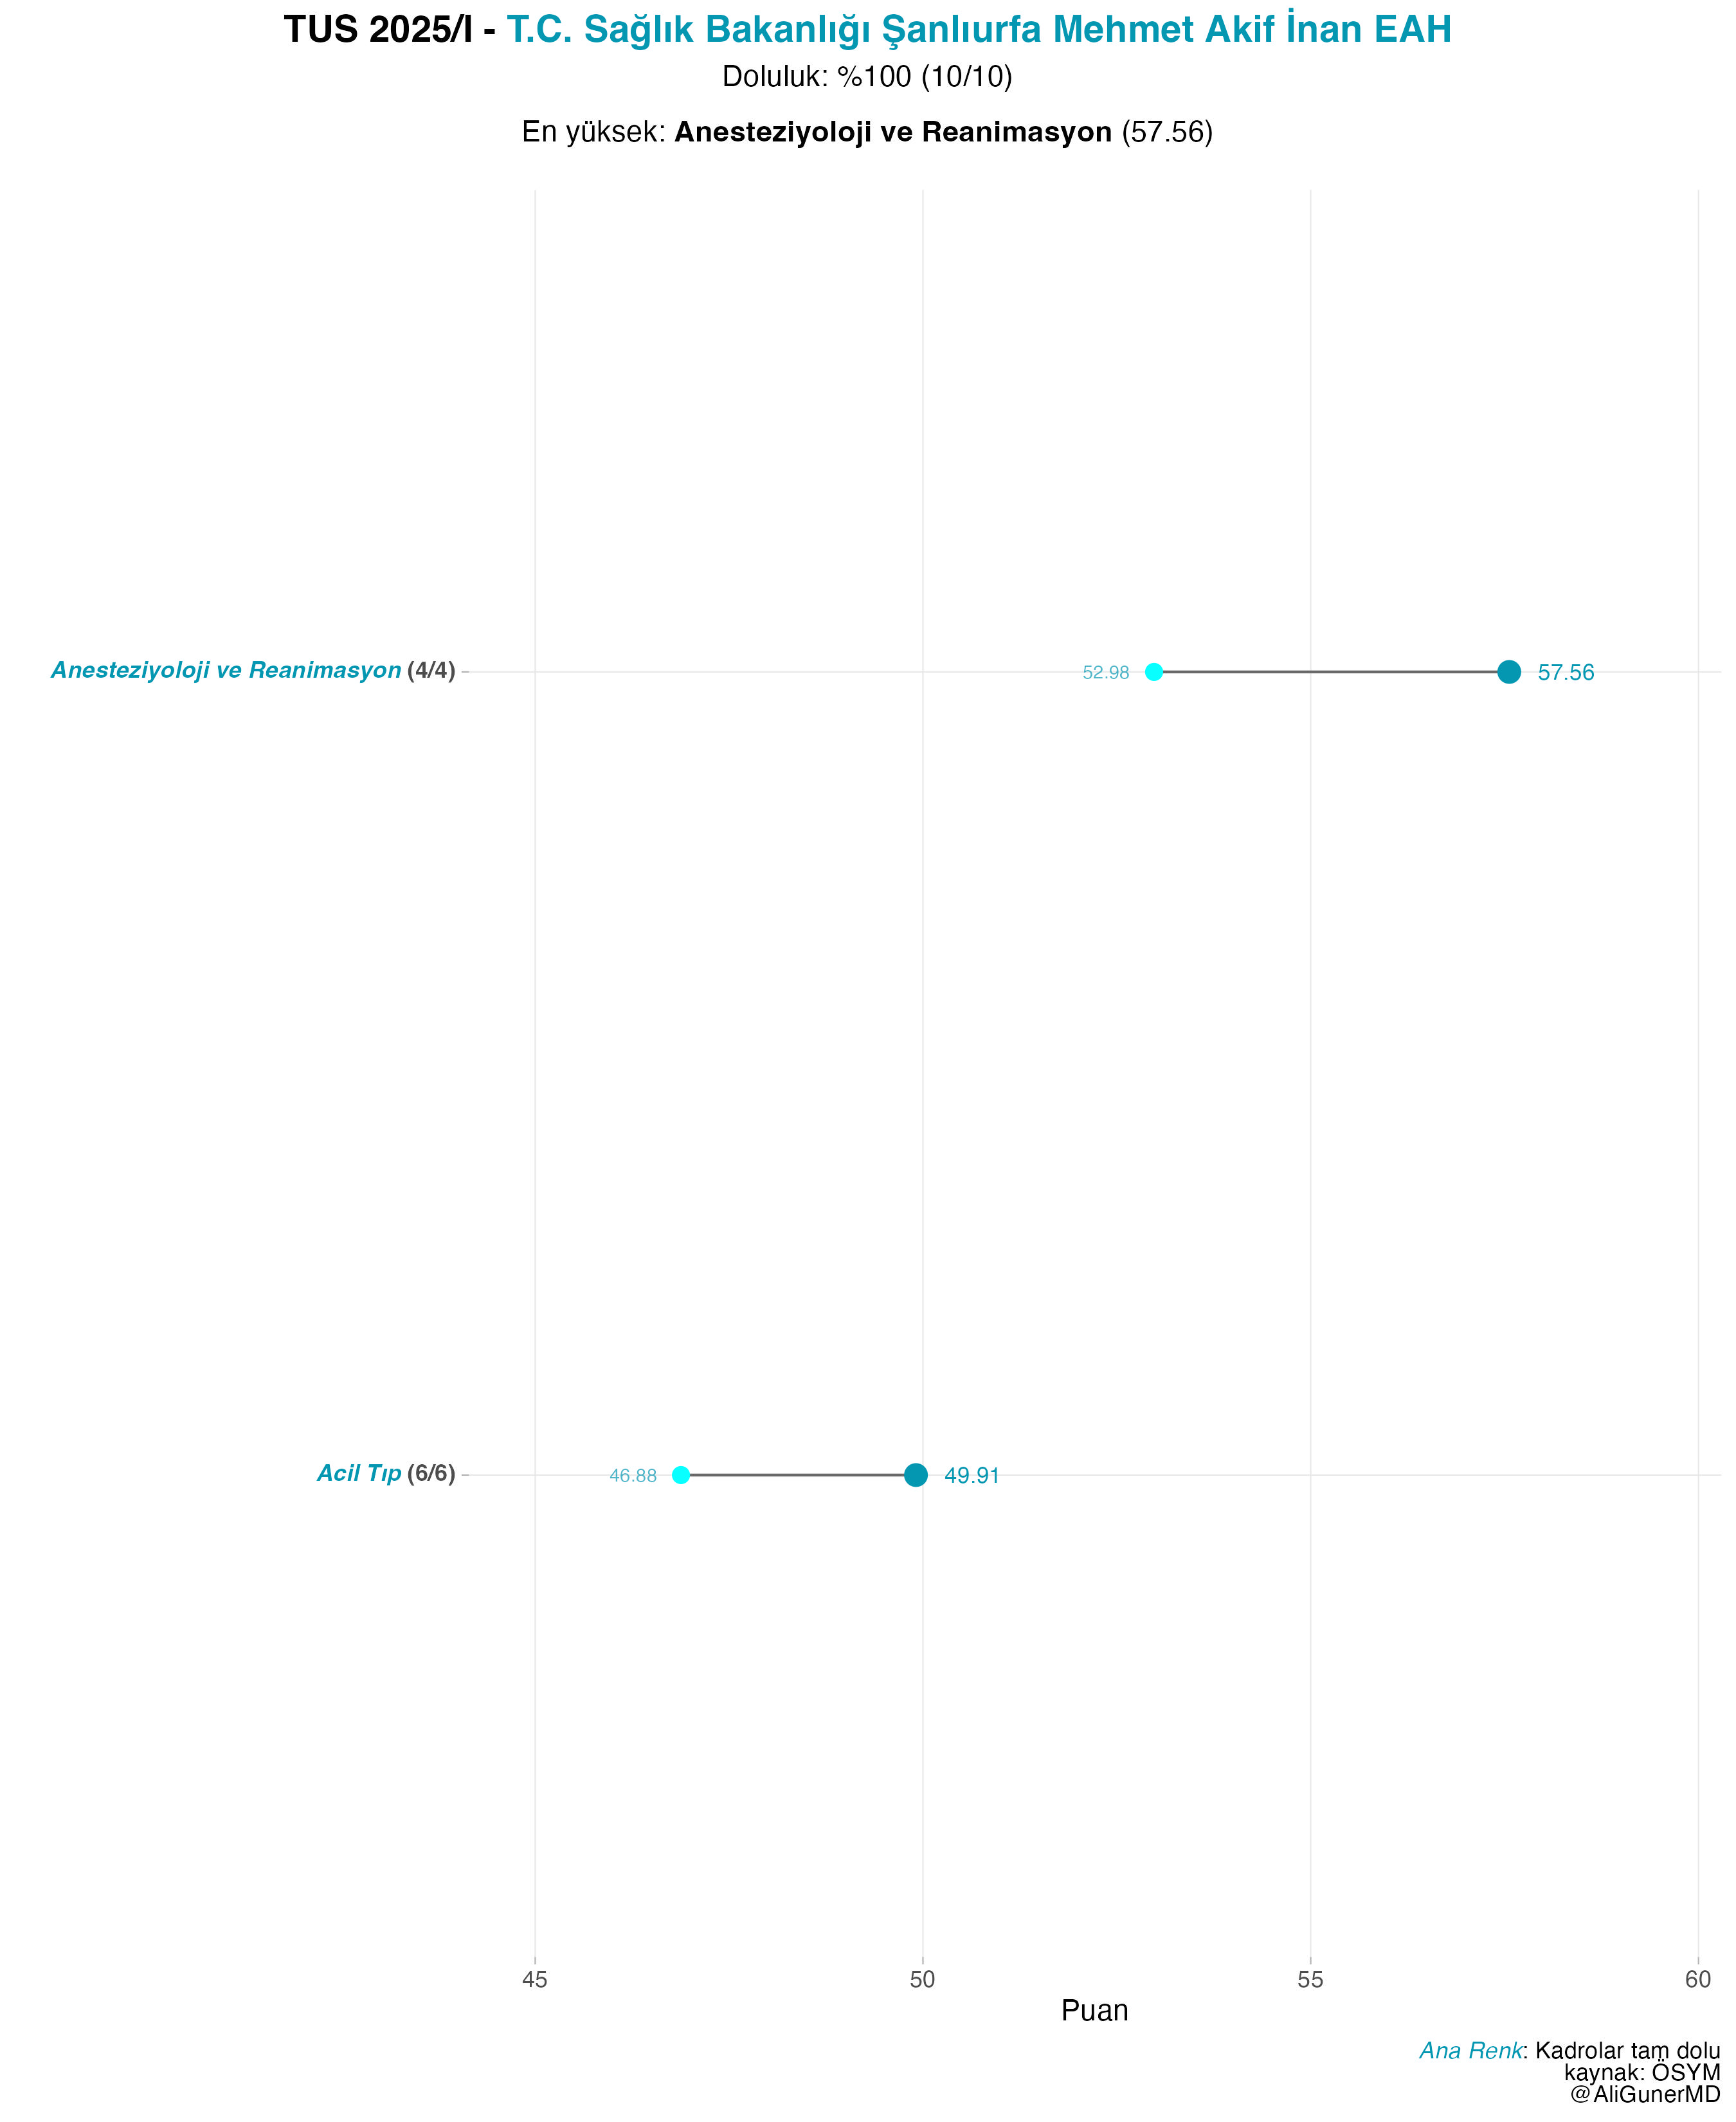 TUS 2025/I - T.C. Sağlık Bakanlığı Şanlıurfa Mehmet Akif İnan EAH
Doluluk: %100 (10/10)
En yüksek: Anesteziyoloji ve Reanimasyon (57.56)
Anesteziyoloji ve Reanimasyon (4/4)
52.98
57.56
Acil Tıp (6/6)
46.88
49.91
45
50
55
60
Puan
Ana Renk: Kadrolar tam dolu
kaynak: ÖSYM
@AliGunerMD